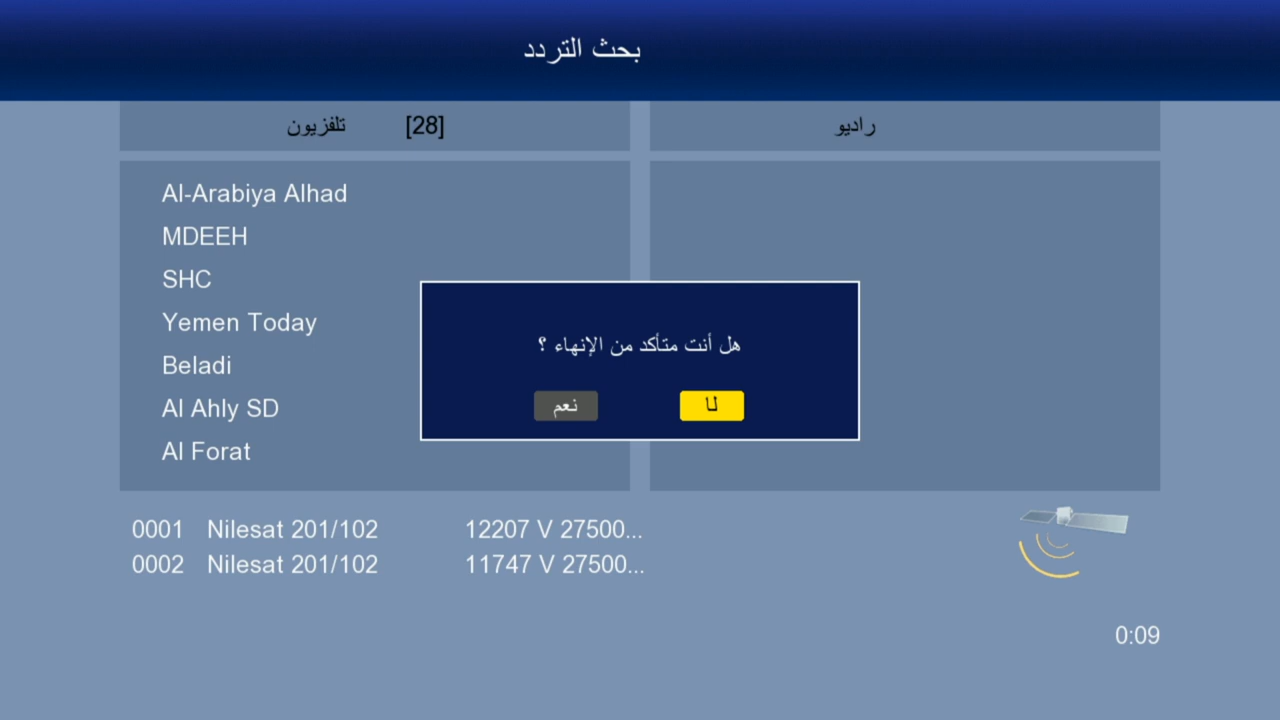 بحث التردد
تلفزيون [28]
راديو
Al-Arabiya Alhad
MDEEH
SHC
Yemen Today
Beladi
Al Ahly SD
Al Forat
هل أنت متأكد من الإنهاء ؟
نعم
لا
0001 Nilesat 201/102 12207 V 27500...
0002 Nilesat 201/102 11747 V 27500...
0:09